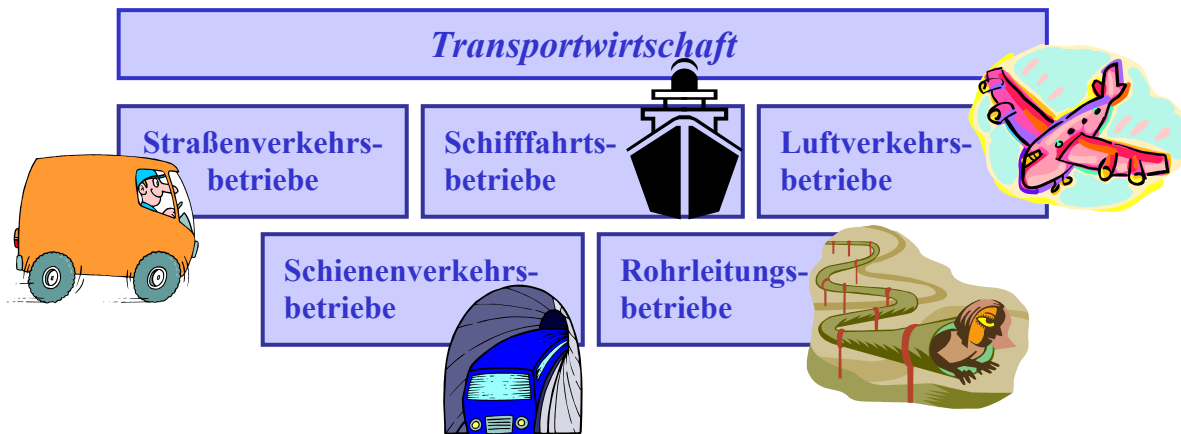 Transportwirtschaft
Straßenverkehrs-
betriebe
Schifffahrts-
betriebe
Luftverkehrs-
betriebe
Schienenverkehrs-
betriebe
Rohrleitungs-
betriebe